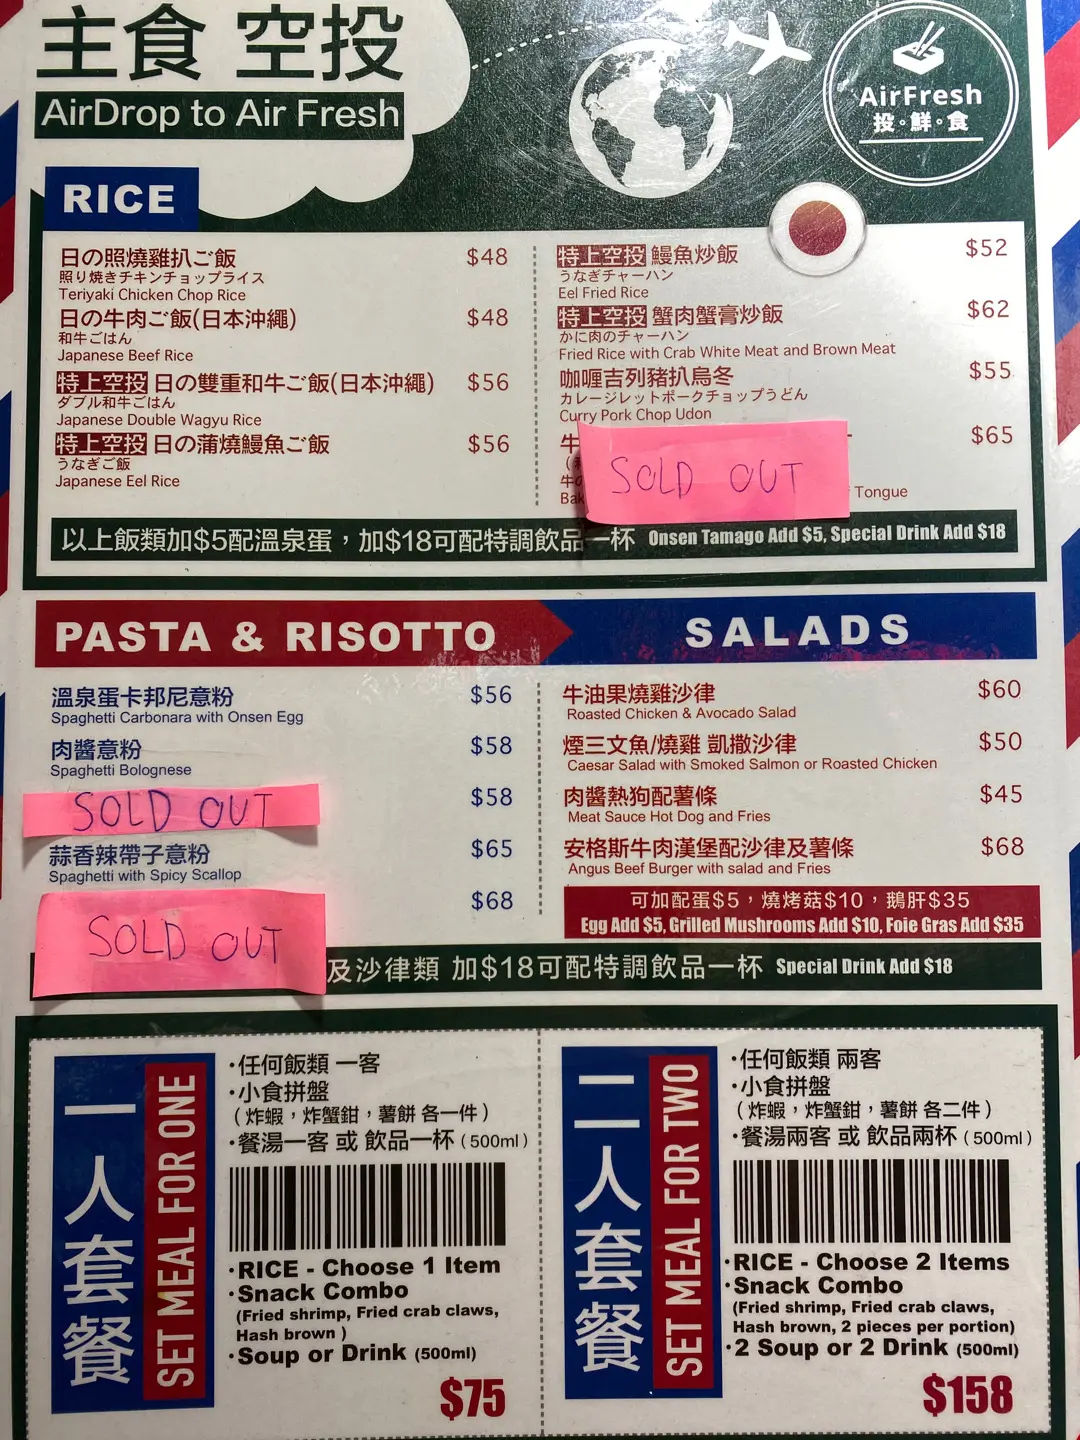 主食 空投
AirDrop to Air Fresh
AirFresh
投。鮮。食
RICE
日の照燒雞扒ご飯 $48
照り焼きチキンチョップライス
Teriyaki Chicken Chop Rice
日の牛肉ご飯(日本沖繩) $48
和牛ごはん
Japanese Beef Rice
特上空投 日の雙重和牛ご飯(日本沖繩) $56
ダブル和牛ごはん
Japanese Double Wagyu Rice
特上空投 日の蒲燒鰻魚ご飯 $56
うなぎご飯
Japanese Eel Rice
特上空投 鰻魚炒飯 $52
うなぎチャーハン
Eel Fried Rice
特上空投 蟹肉蟹膏炒飯 $62
かに肉のチャーハン
Fried Rice with Crab White Meat and Brown Meat
咖喱吉列豬扒烏冬 $55
カレージレットポークチョップうどん
Curry Pork Chop Udon
牛 $65
SOLD OUT
牛の
Bak Tongue
以上飯類加$5配溫泉蛋，加$18可配特調飲品一杯 Onsen Tamago Add $5, Special Drink Add $18
PASTA & RISOTTO
溫泉蛋卡邦尼意粉 $56
Spaghetti Carbonara with Onsen Egg
肉醬意粉 $58
Spaghetti Bolognese
SOLD OUT $58
蒜香辣帶子意粉 $65
Spaghetti with Spicy Scallop
$68
SOLD OUT
SALADS
牛油果燒雞沙律 $60
Roasted Chicken & Avocado Salad
煙三文魚/燒雞 凱撒沙律 $50
Caesar Salad with Smoked Salmon or Roasted Chicken
肉醬熱狗配薯條 $45
Meat Sauce Hot Dog and Fries
安格斯牛肉漢堡配沙律及薯條 $68
Angus Beef Burger with salad and Fries
可加配蛋$5，燒烤菇$10，鵝肝$35
Egg Add $5, Grilled Mushrooms Add $10, Foie Gras Add $35
及沙律類 加$18可配特調飲品一杯 Special Drink Add $18
一人套餐
SET MEAL FOR ONE
·任何飯類 一客
·小食拼盤
（炸蝦，炸蟹鉗，薯餅 各一件）
·餐湯一客 或 飲品一杯（500ml）
·RICE - Choose 1 Item
·Snack Combo
(Fried shrimp, Fried crab claws,
Hash brown )
·Soup or Drink (500ml)
$75
二人套餐
SET MEAL FOR TWO
·任何飯類 兩客
·小食拼盤
（炸蝦，炸蟹鉗，薯餅 各二件）
·餐湯兩客 或 飲品兩杯（500ml）
·RICE - Choose 2 Items
·Snack Combo
(Fried shrimp, Fried crab claws,
Hash brown, 2 pieces per portion)
·2 Soup or 2 Drink (500ml)
$158